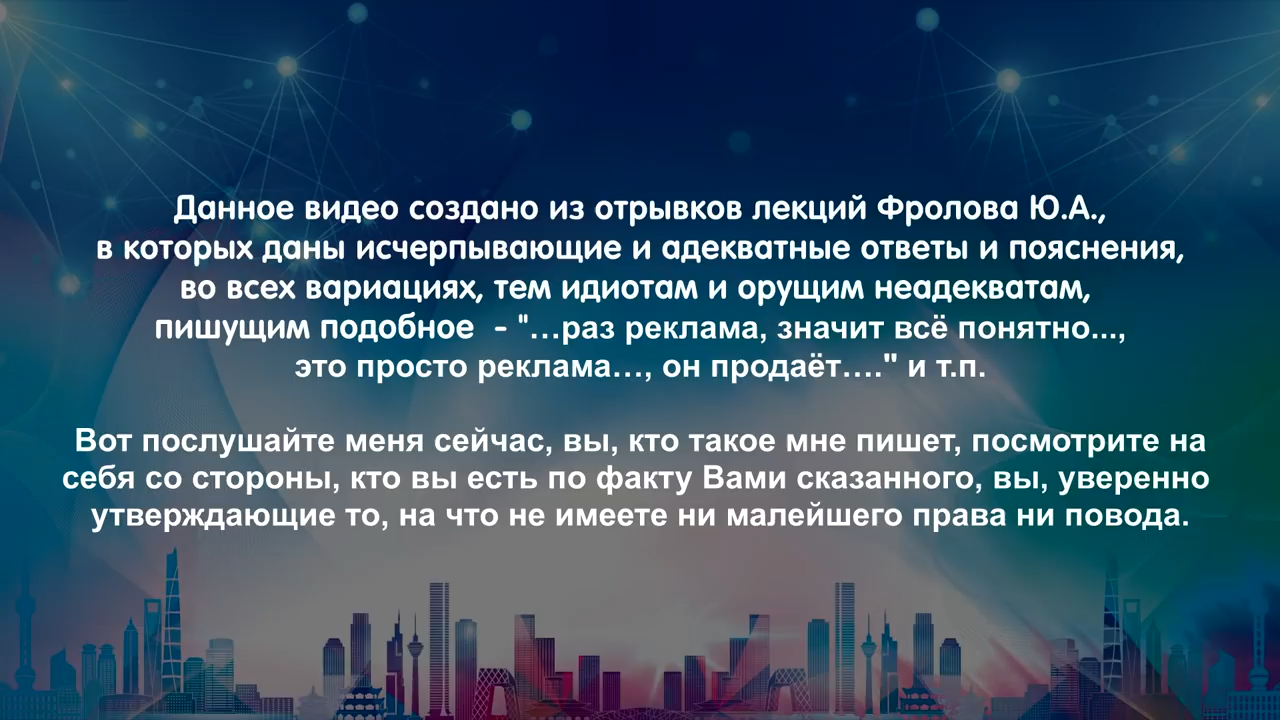 Данное видео создано из отрывков лекций Фролова Ю.А.,
в которых даны исчерпывающие и адекватные ответы и пояснения,
во всех вариациях, тем идиотам и орущим неадекватам,
пишущим подобное - "...раз реклама, значит всё понятно...,
это просто реклама…, он продаёт…." и т.п.
Вот послушайте меня сейчас, вы, кто такое мне пишет, посмотрите на
себя со стороны, кто вы есть по факту Вами сказанного, вы, уверенно
утверждающие то, на что не имеете ни малейшего права ни повода.